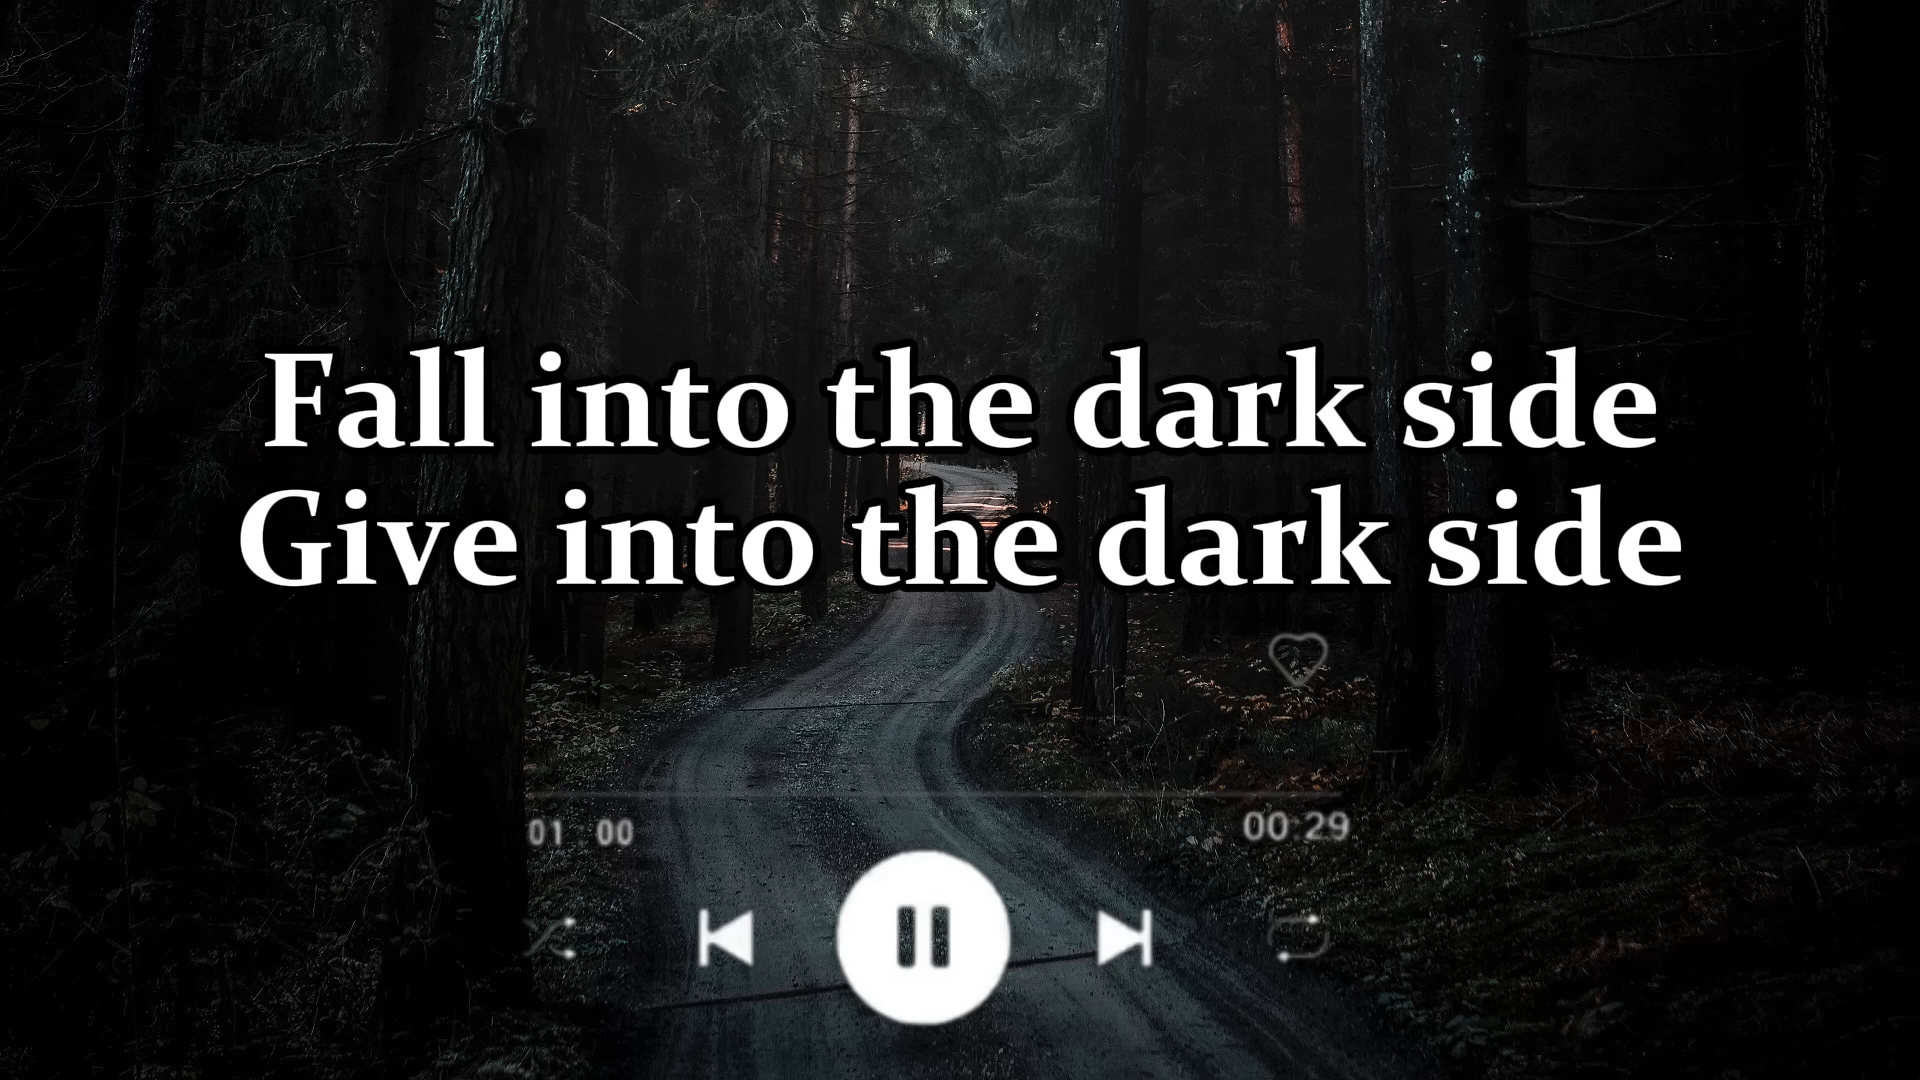 Fall into the dark side
Give into the dark side
01 : 00
00:29